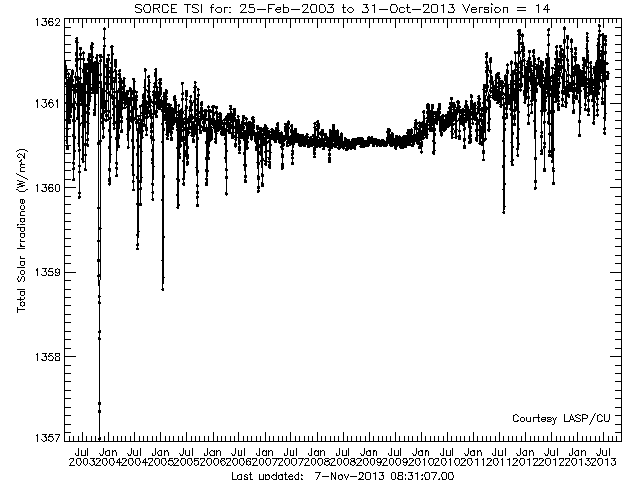 SORCE TSI for: 25-Feb-2003 to 31-Oct-2013 Version = 14
1362
1361
1360
1359
1358
1357
Total Solar Irradiance (W/m^2)
Courtesy LASP/CU
Jul Jan Jul Jan Jul Jan Jul Jan Jul Jan Jul Jan Jul Jan Jul Jan Jul Jan Jul Jan Jul
2003 2004 2004 2005 2005 2006 2006 2007 2007 2008 2008 2009 2009 2010 2010 2011 2011 2012 2012 2013 2013
Last updated: 7-Nov-2013 08:31:07.00